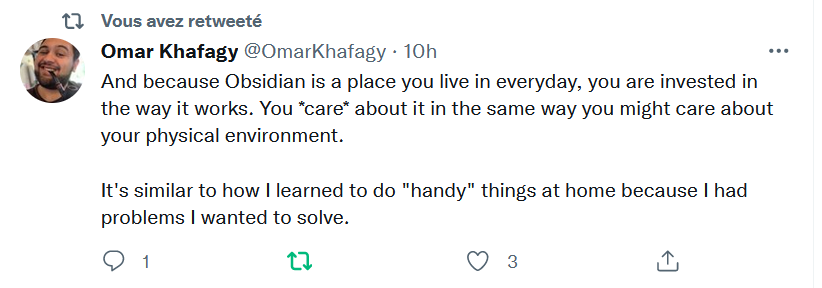 Vous avez retweeté
Omar Khafagy @OmarKhafagy · 10h
And because Obsidian is a place you live in everyday, you are invested in
the way it works. You *care* about it in the same way you might care about
your physical environment.
It's similar to how I learned to do "handy" things at home because I had
problems I wanted to solve.
1 3